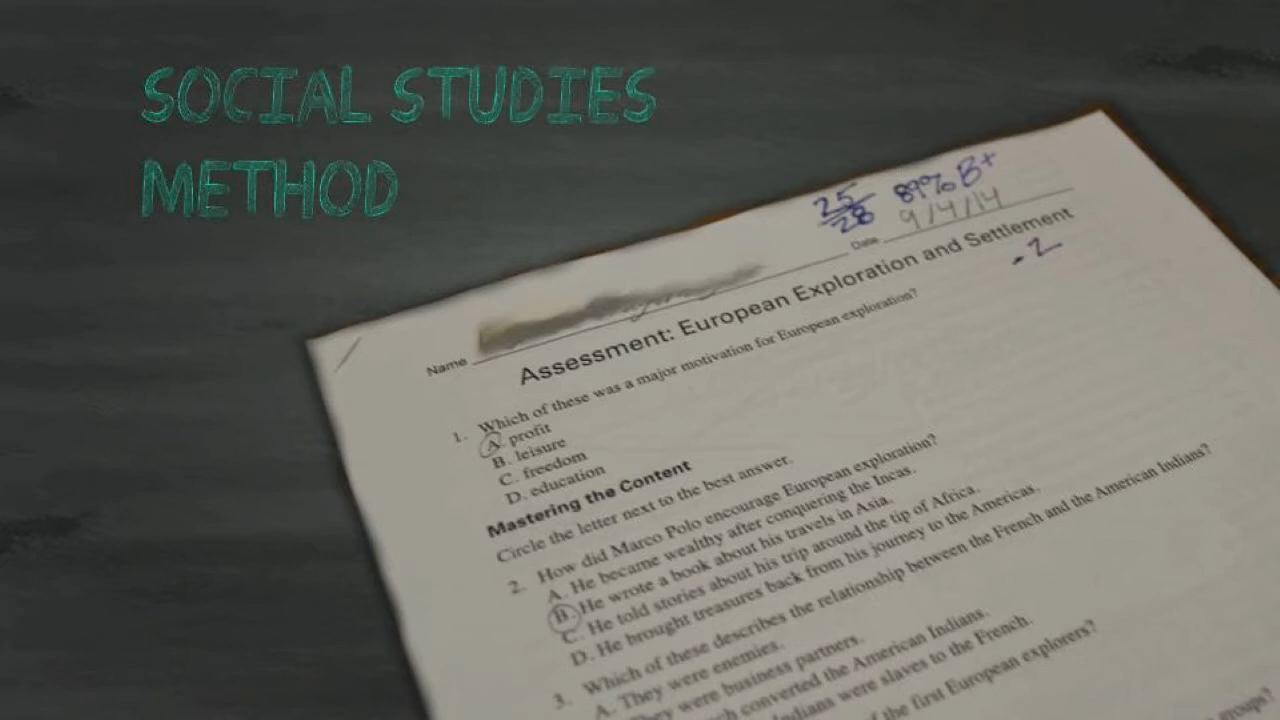 SOCIAL STUDIES
METHOD
25/28 89% B+
Name
Date 9/4/14
Assessment: European Exploration and Settlement
-2
1. Which of these was a major motivation for European exploration?
A. profit
B. leisure
C. freedom
D. education
Mastering the Content
Circle the letter next to the best answer.
2. How did Marco Polo encourage European exploration?
A. He became wealthy after conquering the Incas.
B. He wrote a book about his travels in Asia.
C. He told stories about his trip around the tip of Africa.
D. He brought treasures back from his journey to the Americas.
3. Which of these describes the relationship between the French and the American Indians?
A. They were enemies.
They were business partners.
converted the American Indians.
Indians were slaves to the French.
of the first European explorers?
groups?